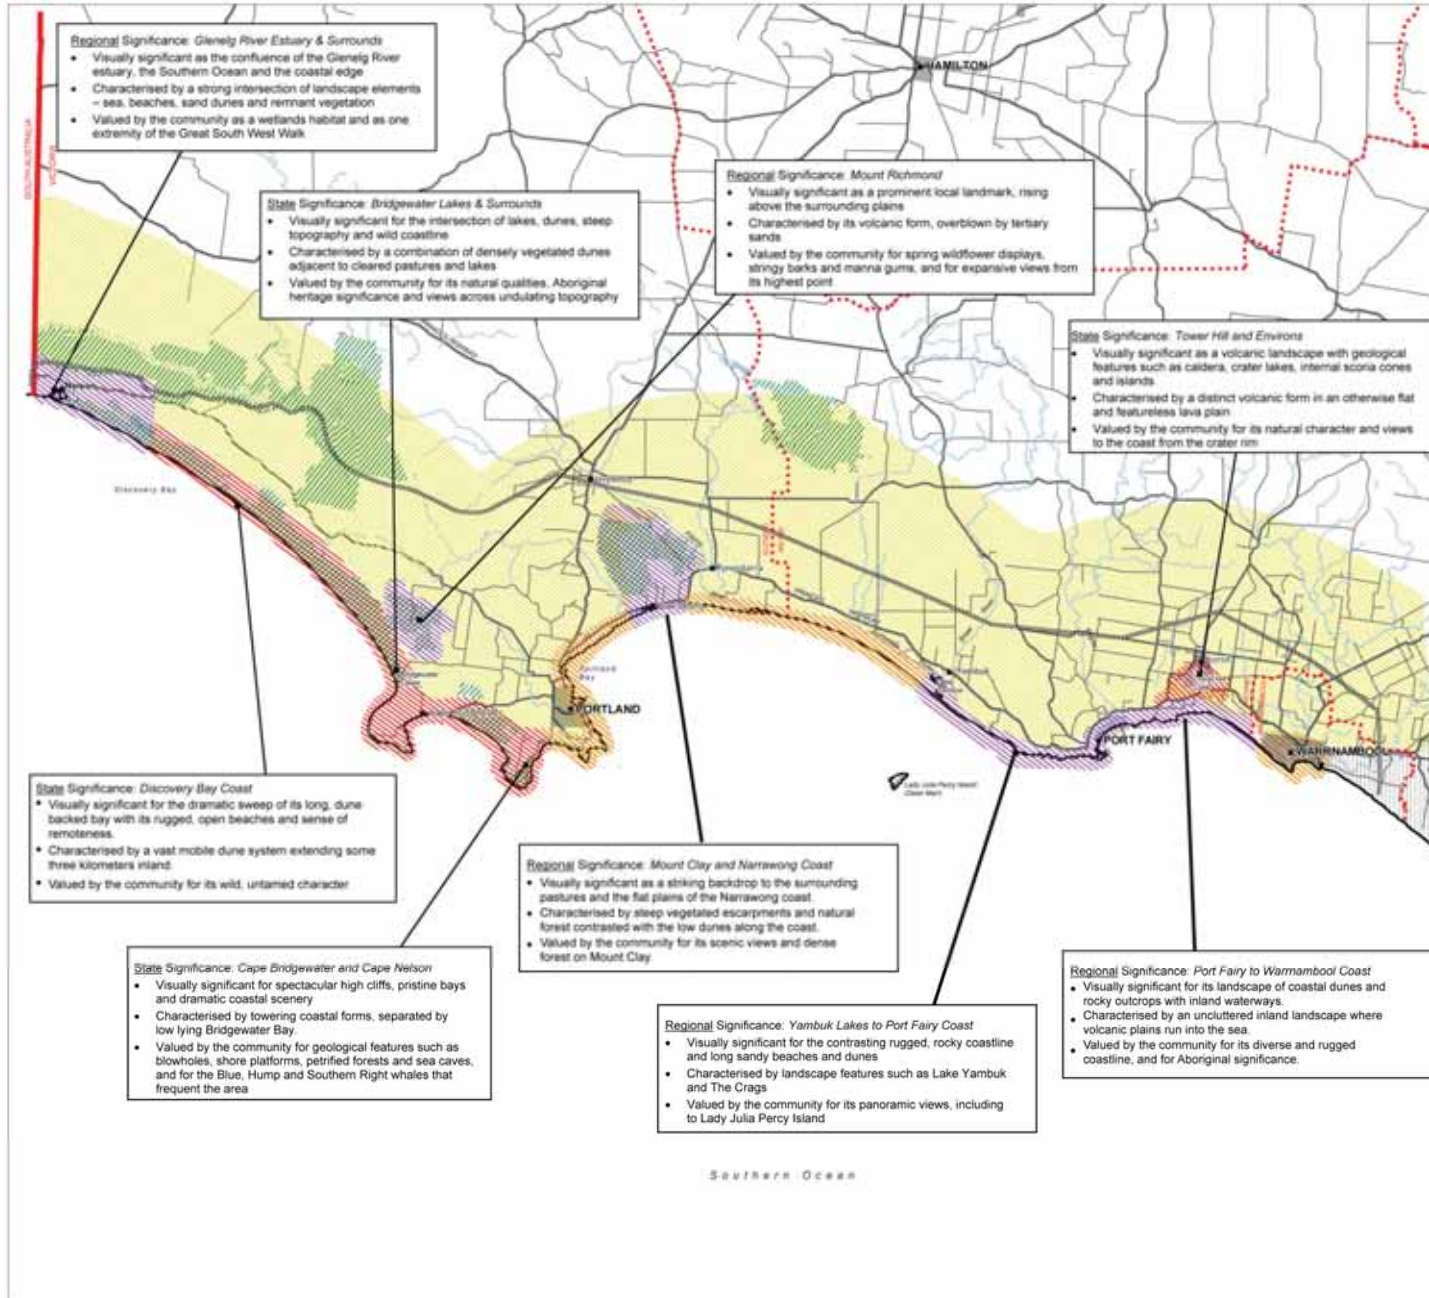 Regional Significance: Glenelg River Estuary & Surrounds
• Visually significant as the confluence of the Glenelg River
estuary, the Southern Ocean and the coastal edge
• Characterised by a strong intersection of landscape elements
– sea, beaches, sand dunes and remnant vegetation
• Valued by the community as a wetlands habitat and as one
extremity of the Great South West Walk
HAMILTON
SOUTH AUSTRALIA
VICTORIA
State Significance: Bridgewater Lakes & Surrounds
• Visually significant for the intersection of lakes, dunes, steep
topography and wild coastline
• Characterised by a combination of densely vegetated dunes
adjacent to cleared pastures and lakes
• Valued by the community for its natural qualities, Aboriginal
heritage significance and views across undulating topography
Regional Significance: Mount Richmond
• Visually significant as a prominent local landmark, rising
above the surrounding plains
• Characterised by its volcanic form, overblown by tertiary
sands
• Valued by the community for spring wildflower displays,
stringy barks and manna gums, and for expansive views from
its highest point
State Significance: Tower Hill and Environs
• Visually significant as a volcanic landscape with geological
features such as caldera, crater lakes, internal scoria cones
and islands
• Characterised by a distinct volcanic form in an otherwise flat
and featureless lava plain
• Valued by the community for its natural character and views
to the coast from the crater rim
Discovery Bay
Portland
Bay
PORTLAND
PORT FAIRY
WARRNAMBOOL
Lady Julia Percy Island
State Significance: Discovery Bay Coast
• Visually significant for the dramatic sweep of its long, dune
backed bay with its rugged, open beaches and sense of
remoteness.
• Characterised by a vast mobile dune system extending some
three kilometers inland
• Valued by the community for its wild, untamed character
Regional Significance: Mount Clay and Narrawong Coast
• Visually significant as a striking backdrop to the surrounding
pastures and the flat plains of the Narrawong coast.
• Characterised by steep vegetated escarpments and natural
forest contrasted with the low dunes along the coast.
• Valued by the community for its scenic views and dense
forest on Mount Clay.
State Significance: Cape Bridgewater and Cape Nelson
• Visually significant for spectacular high cliffs, pristine bays
and dramatic coastal scenery
• Characterised by towering coastal forms, separated by
low lying Bridgewater Bay.
• Valued by the community for geological features such as
blowholes, shore platforms, petrified forests and sea caves,
and for the Blue, Hump and Southern Right whales that
frequent the area
Regional Significance: Yambuk Lakes to Port Fairy Coast
• Visually significant for the contrasting rugged, rocky coastline
and long sandy beaches and dunes
• Characterised by landscape features such as Lake Yambuk
and The Crags
• Valued by the community for its panoramic views, including
to Lady Julia Percy Island
Regional Significance: Port Fairy to Warrnambool Coast
• Visually significant for its landscape of coastal dunes and
rocky outcrops with inland waterways.
• Characterised by an uncluttered inland landscape where
volcanic plains run into the sea.
• Valued by the community for its diverse and rugged
coastline, and for Aboriginal significance.
Southern Ocean